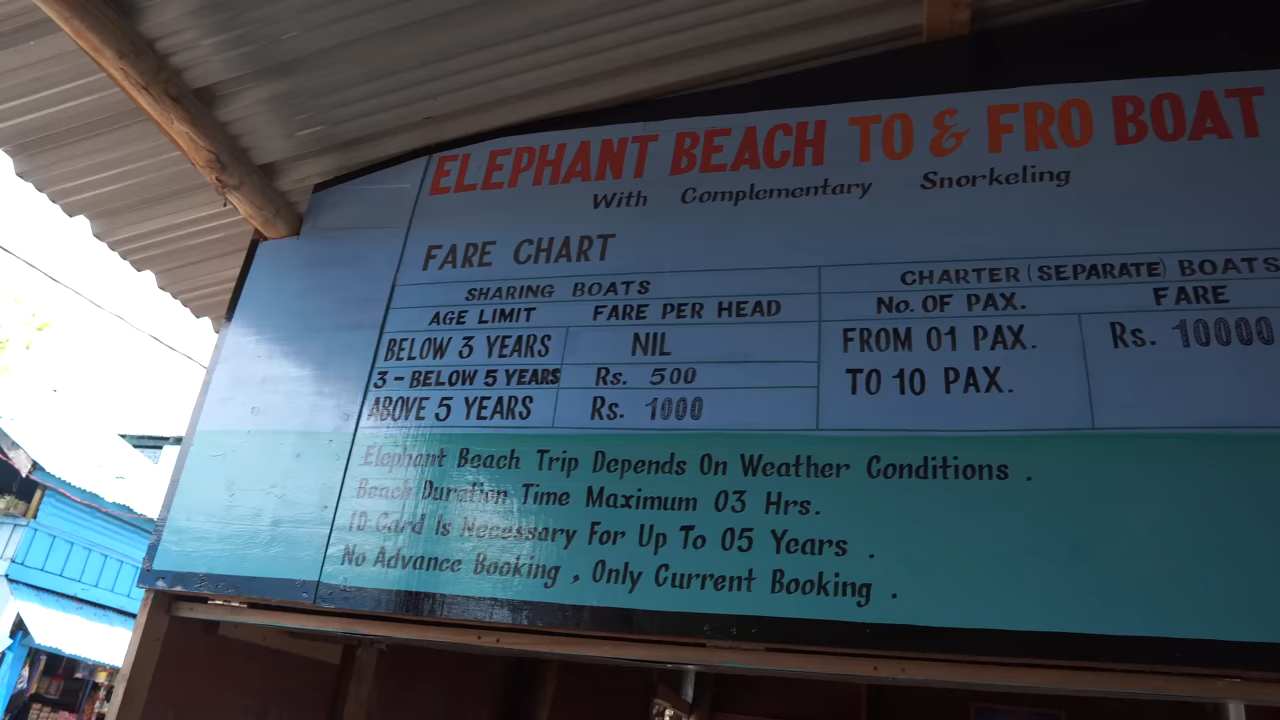 ELEPHANT BEACH TO & FRO BOAT
With Complementary Snorkeling
FARE CHART
SHARING BOATS
AGE LIMIT FARE PER HEAD
BELOW 3 YEARS NIL
3 - BELOW 5 YEARS Rs. 500
ABOVE 5 YEARS Rs. 1000
CHARTER (SEPARATE) BOATS
No. OF PAX. FARE
FROM 01 PAX. Rs. 10000
TO 10 PAX.
Elephant Beach Trip Depends On Weather Conditions .
Beach Duration Time Maximum 03 Hrs.
ID Card Is Necessary For Up To 05 Years .
No Advance Booking , Only Current Booking .